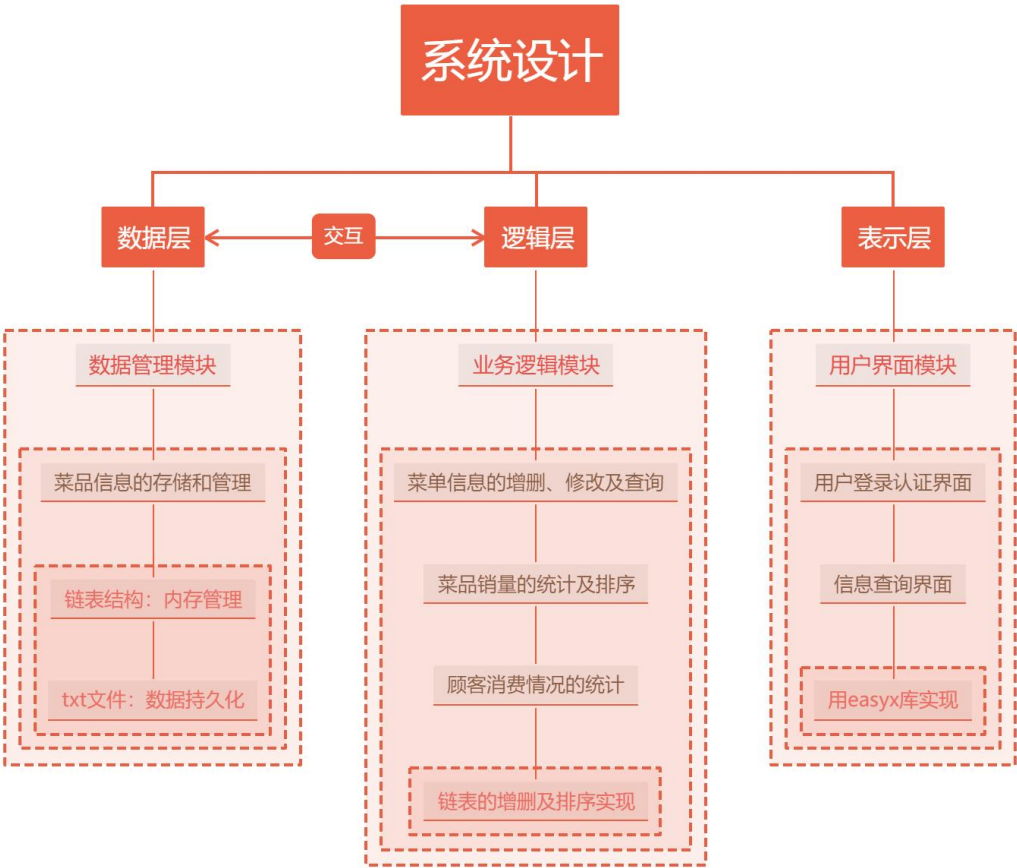 系统设计
数据层
交互
逻辑层
表示层
数据管理模块
菜品信息的存储和管理
链表结构：内存管理
txt文件：数据持久化
业务逻辑模块
菜单信息的增删、修改及查询
菜品销量的统计及排序
顾客消费情况的统计
链表的增删及排序实现
用户界面模块
用户登录认证界面
信息查询界面
用easyx库实现